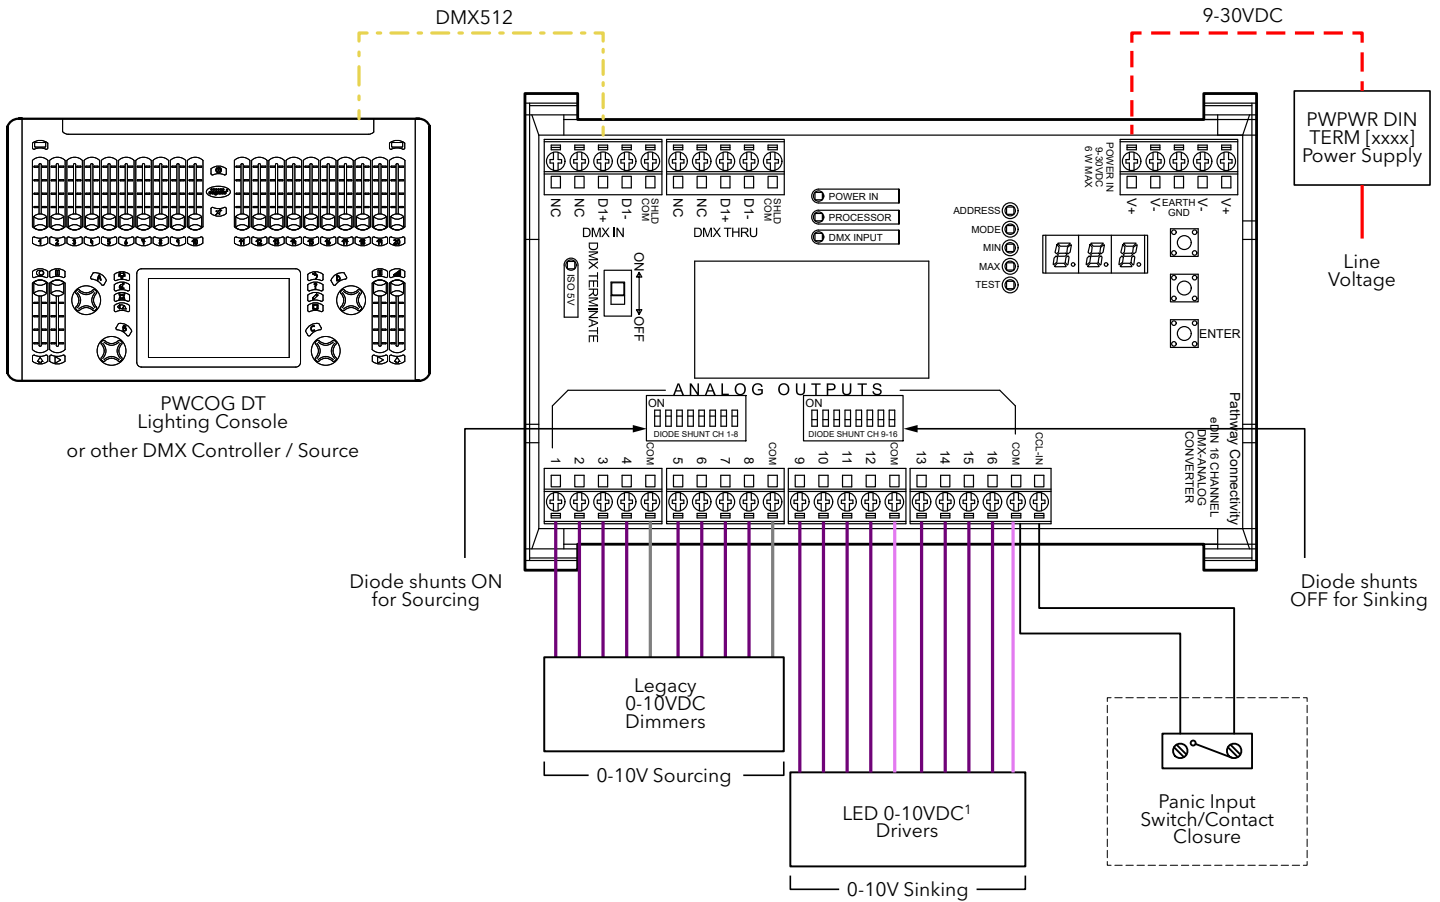 DMX512
9-30VDC
PWPWR DIN
TERM [xxxx]
Power Supply
Line
Voltage
PWCOG DT
Lighting Console
or other DMX Controller / Source
NC
NC
D1+
D1-
SHLD
COM
DMX IN
NC
NC
D1+
D1-
SHLD
COM
DMX THRU
POWER IN
PROCESSOR
DMX INPUT
ISO 5V
DMX TERMINATE
ON
OFF
ADDRESS
MODE
MIN
MAX
TEST
8.8.8.
POWER IN
9-30VDC
6 W MAX
V+
V-
EARTH
GND
V-
V+
ENTER
ANALOG OUTPUTS
ON
DIODE SHUNT CH 1-8
ON
DIODE SHUNT CH 9-16
1
2
3
4
COM
5
6
7
8
COM
9
10
11
12
COM
13
14
15
16
COM
CCL-IN
Pathway Connectivity
eDIN 16 CHANNEL
DMX-ANALOG
CONVERTER
Diode shunts ON
for Sourcing
Diode shunts
OFF for Sinking
Legacy
0-10VDC
Dimmers
0-10V Sourcing
LED 0-10VDC1
Drivers
0-10V Sinking
Panic Input
Switch/Contact
Closure